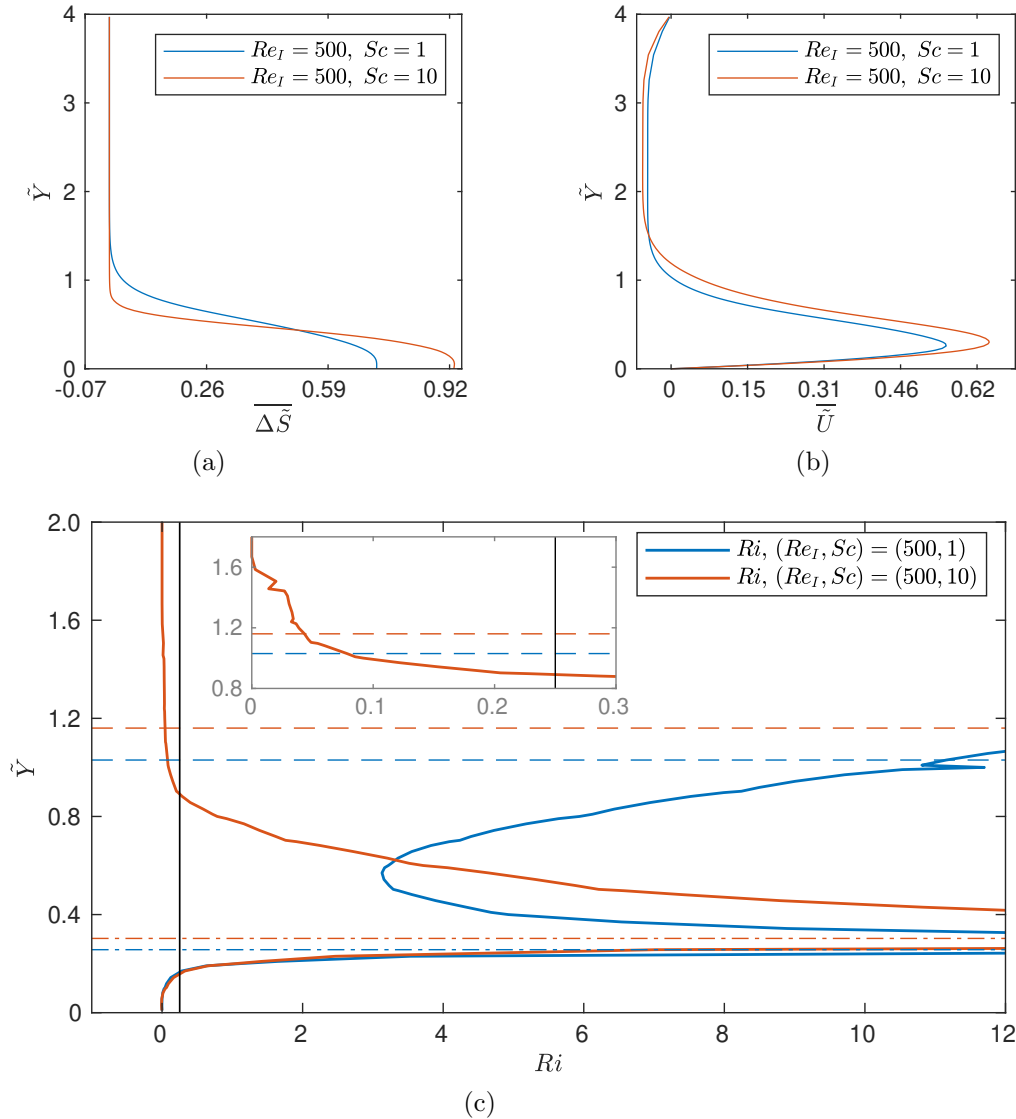 4
3
2
1
0
-0.07 0.26 0.59 0.92
Ỹ
Re_I = 500, Sc = 1
Re_I = 500, Sc = 10
\overline{ΔS̃}
(a)
4
3
2
1
0
0 0.15 0.31 0.46 0.62
Ỹ
Re_I = 500, Sc = 1
Re_I = 500, Sc = 10
\overline{Ũ}
(b)
2.0
1.6
1.2
0.8
0.4
0
Ỹ
0 2 4 6 8 10 12
Ri
1.6
1.2
0.8
0 0.1 0.2 0.3
Ri, (Re_I, Sc) = (500, 1)
Ri, (Re_I, Sc) = (500, 10)
(c)